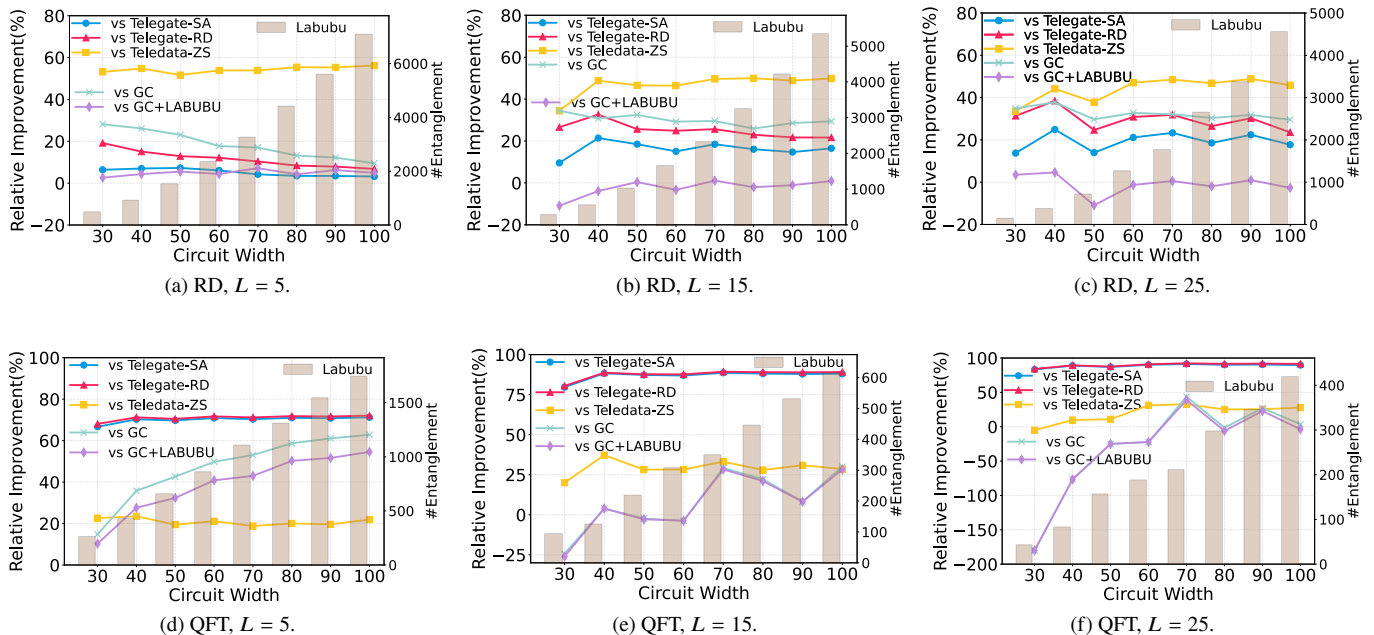 Relative Improvement(%)
80
60
40
20
0
−20
vs Telegate-SA
vs Telegate-RD
vs Teledata-ZS
vs GC
vs GC+LABUBU
Labubu
6000
4000
2000
0
#Entanglement
30 40 50 60 70 80 90 100
Circuit Width
(a) RD, L = 5.
Relative Improvement(%)
80
60
40
20
0
−20
vs Telegate-SA
vs Telegate-RD
vs Teledata-ZS
vs GC
vs GC+LABUBU
Labubu
5000
4000
3000
2000
1000
0
#Entanglement
30 40 50 60 70 80 90 100
Circuit Width
(b) RD, L = 15.
Relative Improvement(%)
80
60
40
20
0
−20
vs Telegate-SA
vs Telegate-RD
vs Teledata-ZS
vs GC
vs GC+LABUBU
Labubu
5000
4000
3000
2000
1000
0
#Entanglement
30 40 50 60 70 80 90 100
Circuit Width
(c) RD, L = 25.
Relative Improvement(%)
100
80
60
40
20
0
vs Telegate-SA
vs Telegate-RD
vs Teledata-ZS
vs GC
vs GC+LABUBU
Labubu
1500
1000
500
0
#Entanglement
30 40 50 60 70 80 90 100
Circuit Width
(d) QFT, L = 5.
Relative Improvement(%)
100
75
50
25
0
−25
vs Telegate-SA
vs Telegate-RD
vs Teledata-ZS
vs GC
vs GC+LABUBU
Labubu
600
500
400
300
200
100
0
#Entanglement
30 40 50 60 70 80 90 100
Circuit Width
(e) QFT, L = 15.
Relative Improvement(%)
100
50
0
−50
−100
−150
−200
vs Telegate-SA
vs Telegate-RD
vs Teledata-ZS
vs GC
vs GC+LABUBU
Labubu
400
300
200
100
0
#Entanglement
30 40 50 60 70 80 90 100
Circuit Width
(f) QFT, L = 25.